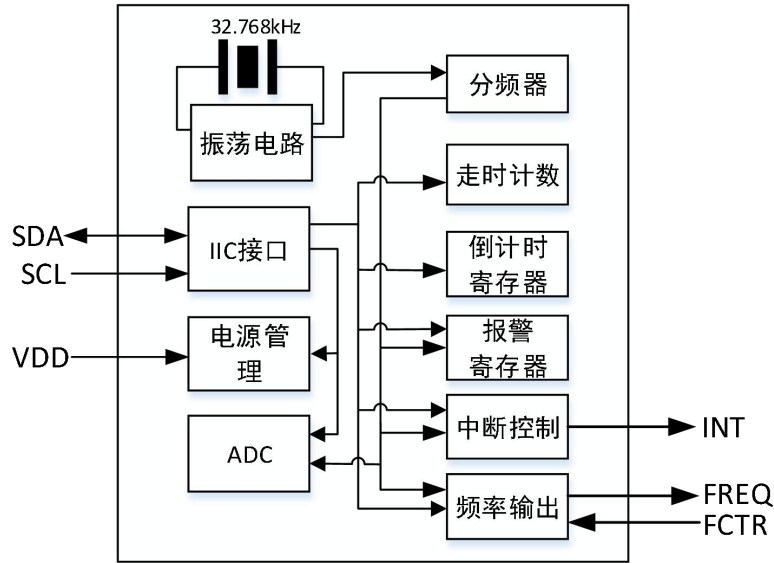 32.768kHz
振荡电路
分频器
走时计数
SDA
SCL
IIC接口
倒计时
寄存器
VDD
电源管
理
报警
寄存器
ADC
中断控制
INT
频率输出
FREQ
FCTR